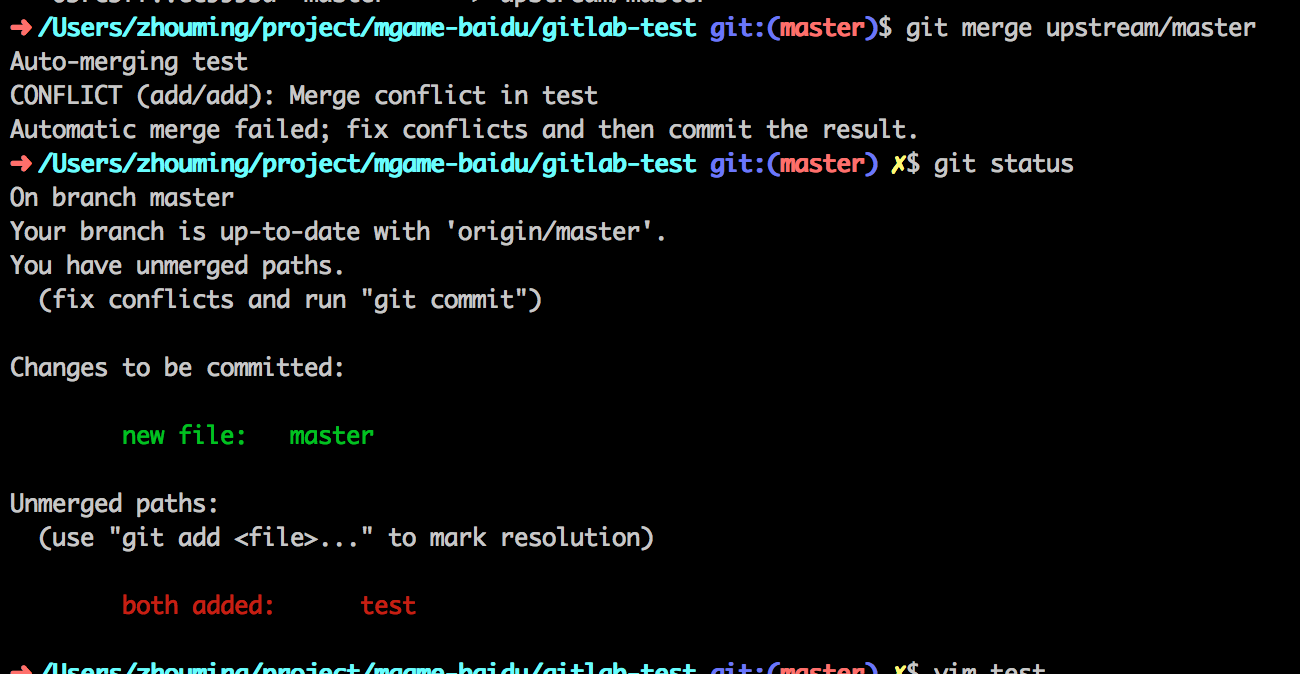 master upstream/master
➜ /Users/zhouming/project/mgame-baidu/gitlab-test git:(master)$ git merge upstream/master
Auto-merging test
CONFLICT (add/add): Merge conflict in test
Automatic merge failed; fix conflicts and then commit the result.
➜ /Users/zhouming/project/mgame-baidu/gitlab-test git:(master) ✗$ git status
On branch master
Your branch is up-to-date with 'origin/master'.
You have unmerged paths.
(fix conflicts and run "git commit")
Changes to be committed:
new file: master
Unmerged paths:
(use "git add <file>..." to mark resolution)
both added: test
➜ /Users/zhouming/project/mgame-baidu/gitlab-test git:(master) ✗$ vim test